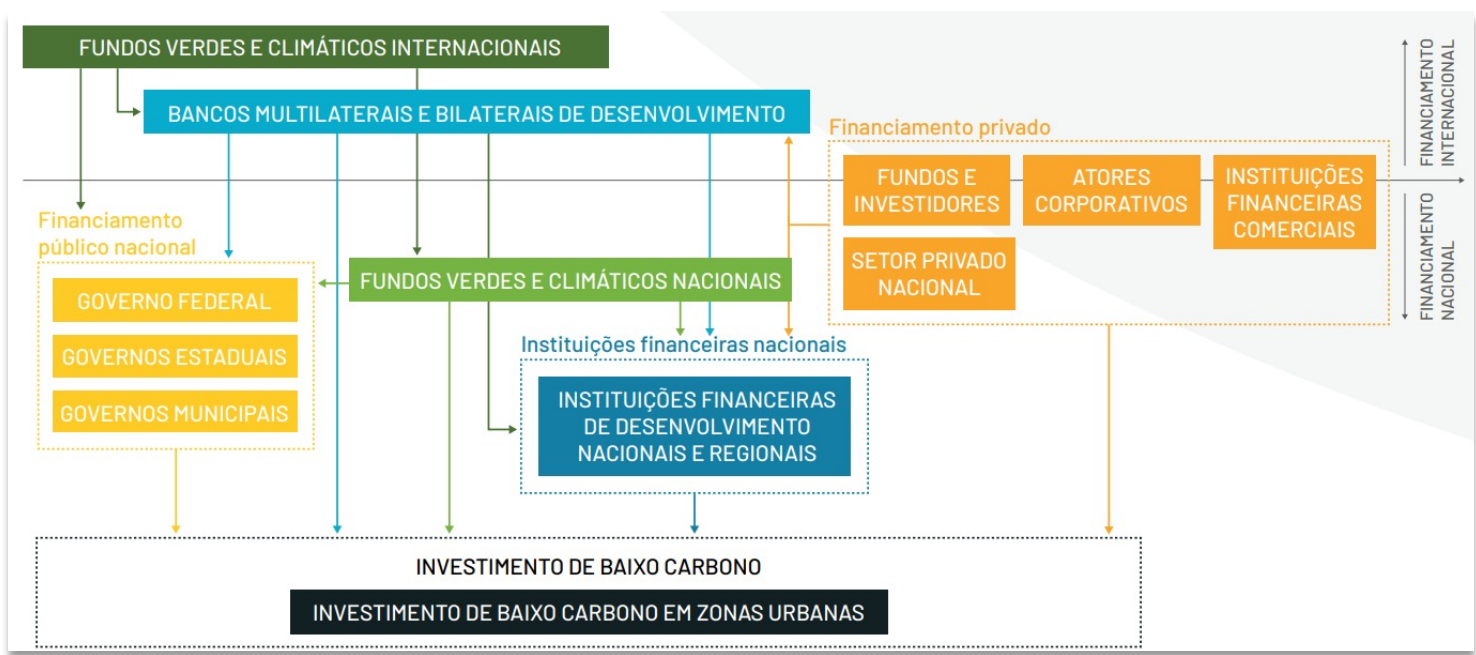 FUNDOS VERDES E CLIMÁTICOS INTERNACIONAIS
BANCOS MULTILATERAIS E BILATERAIS DE DESENVOLVIMENTO
FINANCIAMENTO
INTERNACIONAL
FINANCIAMENTO
NACIONAL
Financiamento privado
FUNDOS E
INVESTIDORES
ATORES
CORPORATIVOS
INSTITUIÇÕES
FINANCEIRAS
COMERCIAIS
SETOR PRIVADO
NACIONAL
Financiamento
público nacional
GOVERNO FEDERAL
GOVERNOS ESTADUAIS
GOVERNOS MUNICIPAIS
FUNDOS VERDES E CLIMÁTICOS NACIONAIS
Instituições financeiras nacionais
INSTITUIÇÕES FINANCEIRAS
DE DESENVOLVIMENTO
NACIONAIS E REGIONAIS
INVESTIMENTO DE BAIXO CARBONO
INVESTIMENTO DE BAIXO CARBONO EM ZONAS URBANAS